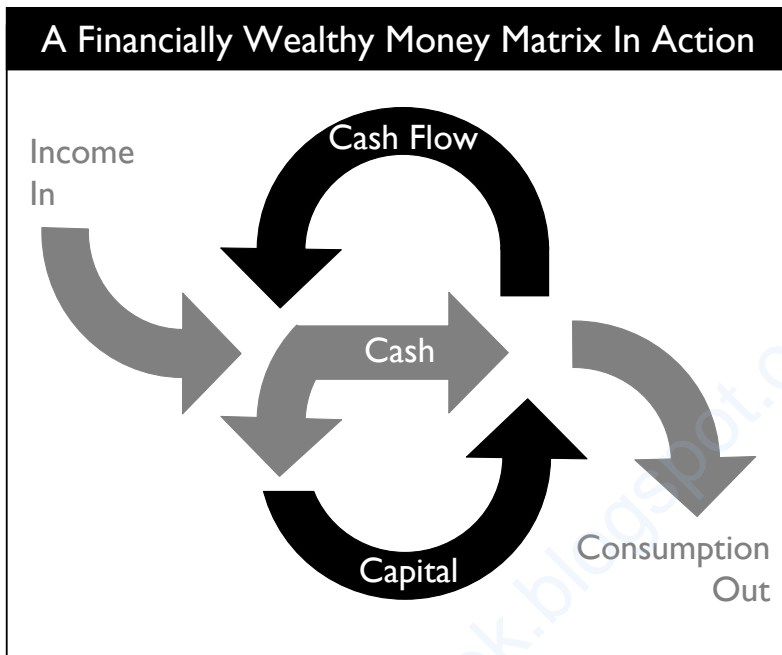 A Financially Wealthy Money Matrix In Action
Cash Flow
Income
In
Cash
Capital
Consumption
Out